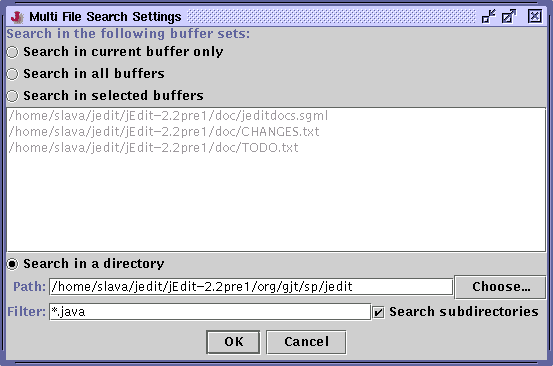 Multi File Search Settings
Search in the following buffer sets:
Search in current buffer only
Search in all buffers
Search in selected buffers
/home/slava/jedit/jEdit-2.2pre1/doc/jeditdocs.sgml
/home/slava/jedit/jEdit-2.2pre1/doc/CHANGES.txt
/home/slava/jedit/jEdit-2.2pre1/doc/TODO.txt
Search in a directory
Path: /home/slava/jedit/jEdit-2.2pre1/org/gjt/sp/jedit Choose...
Filter: *.java Search subdirectories
OK Cancel